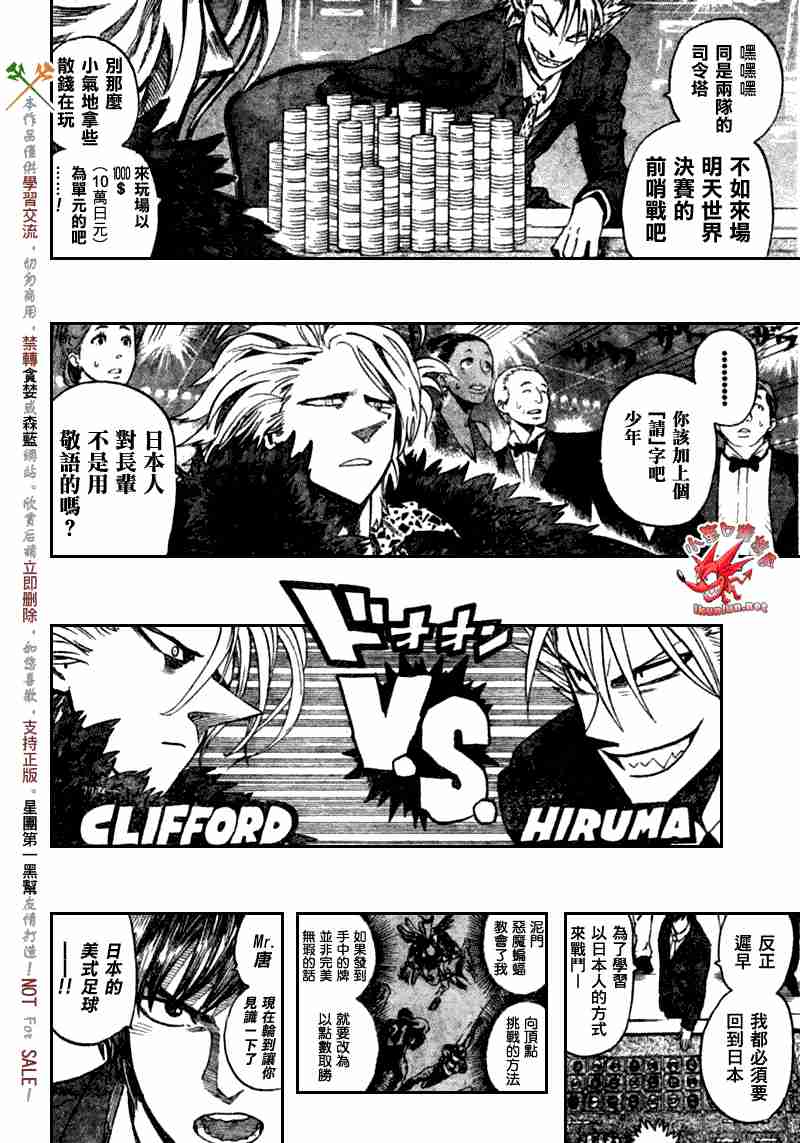 嘿嘿嘿
同是兩隊的
司令塔
不如來場
明天世界
決賽的
前哨戰吧
別那麼
小氣地拿些
散錢在玩
來玩場以
1000$
(10萬日元)
為單元的吧
……!
………
你該加上個
「請」字吧
少年
日本人
對長輩
不是用
敬語的嗎?
小小口袋
ikunlun.net
ドオオン
V.S.
CLIFFORD
HIRUMA
反正
遲早
我都必須要
回到日本
為了學習
以日本人的方式
來戰鬥—
泥門
惡魔蝙蝠
教會了我
向頂點
挑戰的方法
如果發到
手中的牌
並非完美
無瑕的話
就要改為
以點數取勝
Mr.唐
現在輪到讓你
見識一下了
日本的
美式足球
——!!
本作品僅供學習交流,切勿商用,禁轉貪婪或森藍網站。欣賞后請立即刪除,如您喜歡,支持正版。星團第一黑幫友情打造—NOT For SALE—